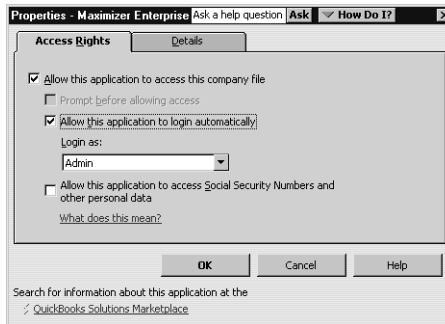 Properties - Maximizer Enterprise Ask a help question Ask How Do I?
Access Rights Details
Allow this application to access this company file
Prompt before allowing access
Allow this application to login automatically
Login as:
Admin
Allow this application to access Social Security Numbers and
other personal data
What does this mean?
OK Cancel Help
Search for information about this application at the
QuickBooks Solutions Marketplace